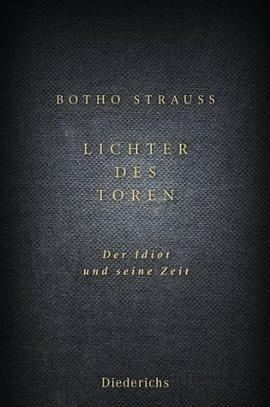 BOTHO STRAUSS
LICHTER
DES
TOREN
Der Idiot
und seine Zeit
Diederichs